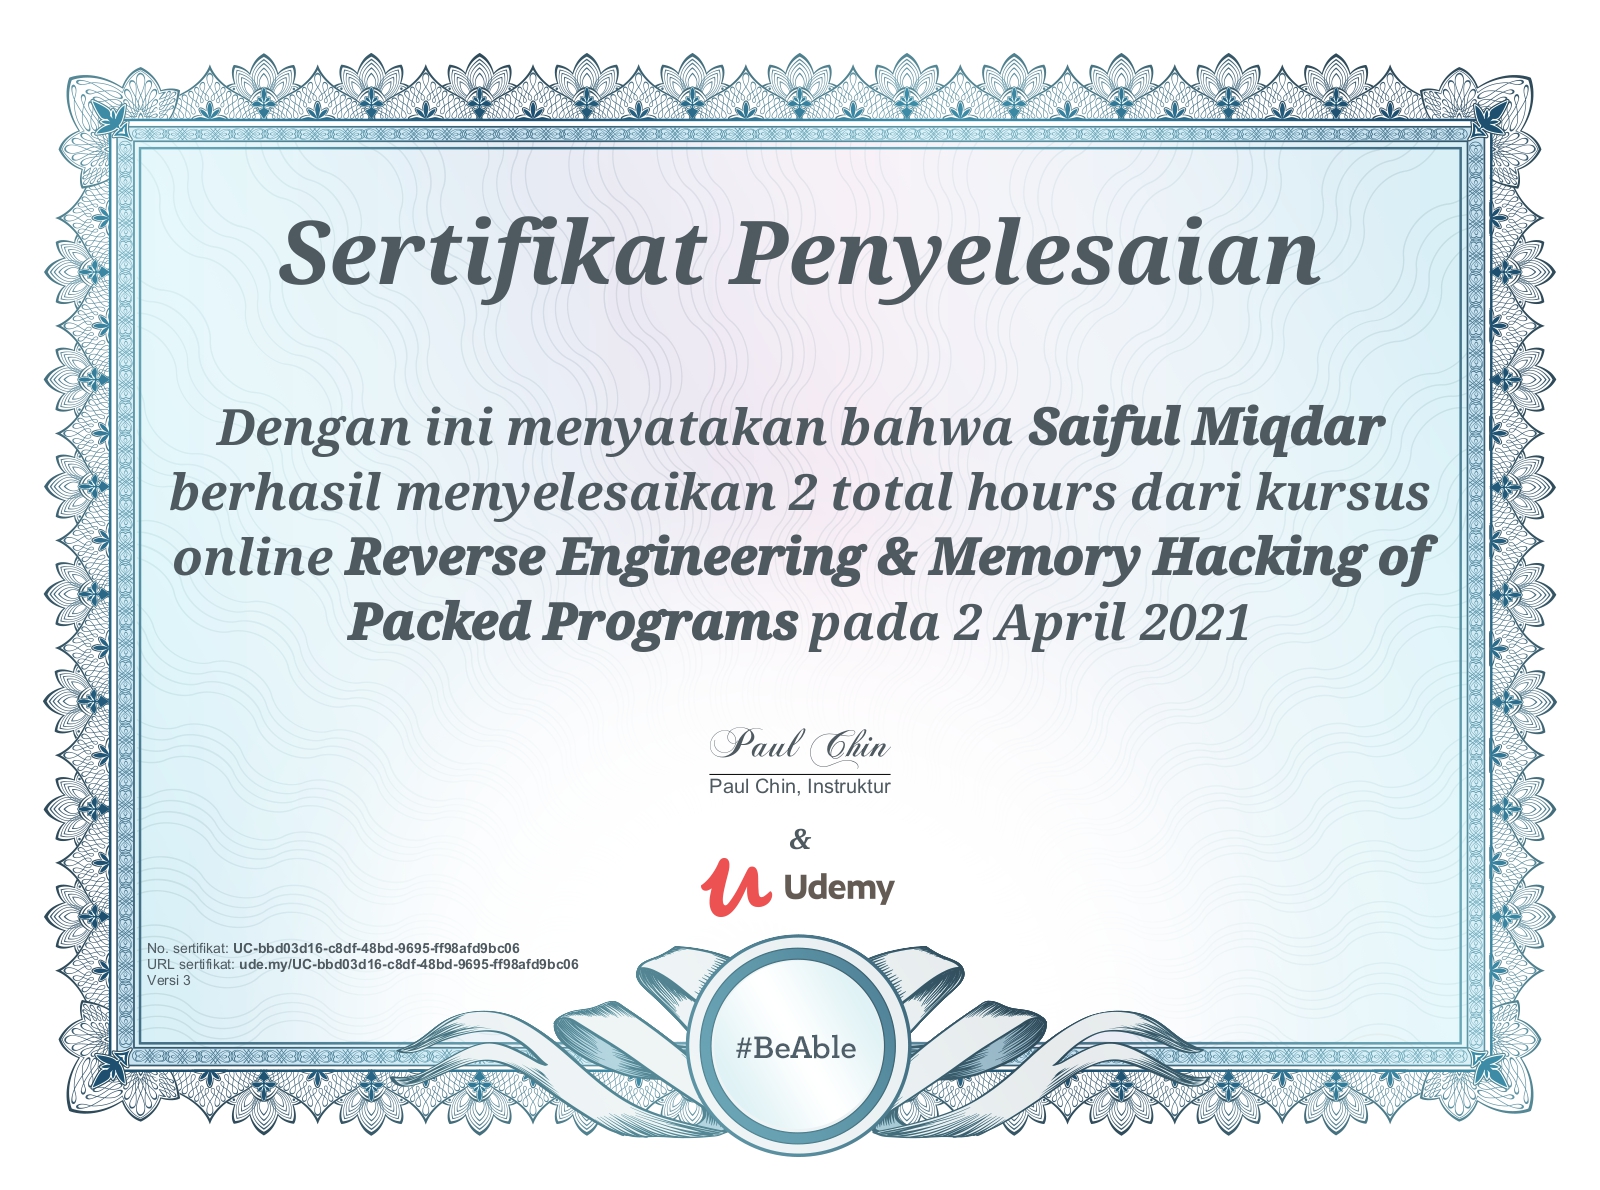 Sertifikat Penyelesaian
Dengan ini menyatakan bahwa Saiful Miqdar
berhasil menyelesaikan 2 total hours dari kursus
online Reverse Engineering & Memory Hacking of
Packed Programs pada 2 April 2021
Paul Chin
Paul Chin, Instruktur
&
Udemy
No. sertifikat: UC-bbd03d16-c8df-48bd-9695-ff98afd9bc06
URL sertifikat: ude.my/UC-bbd03d16-c8df-48bd-9695-ff98afd9bc06
Versi 3
#BeAble